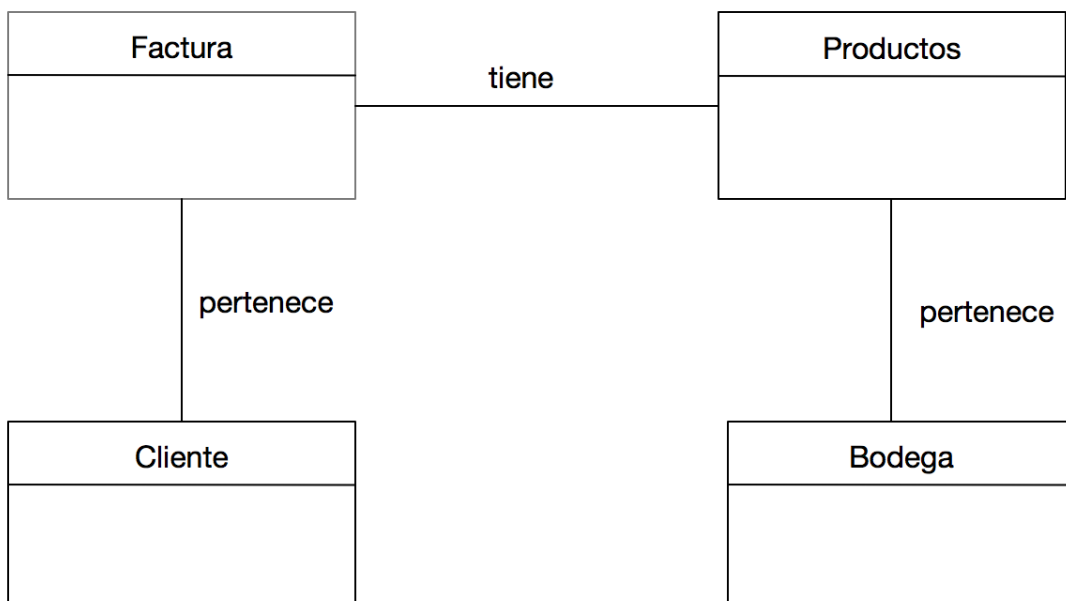 Factura
Productos
tiene
pertenece
pertenece
Cliente
Bodega